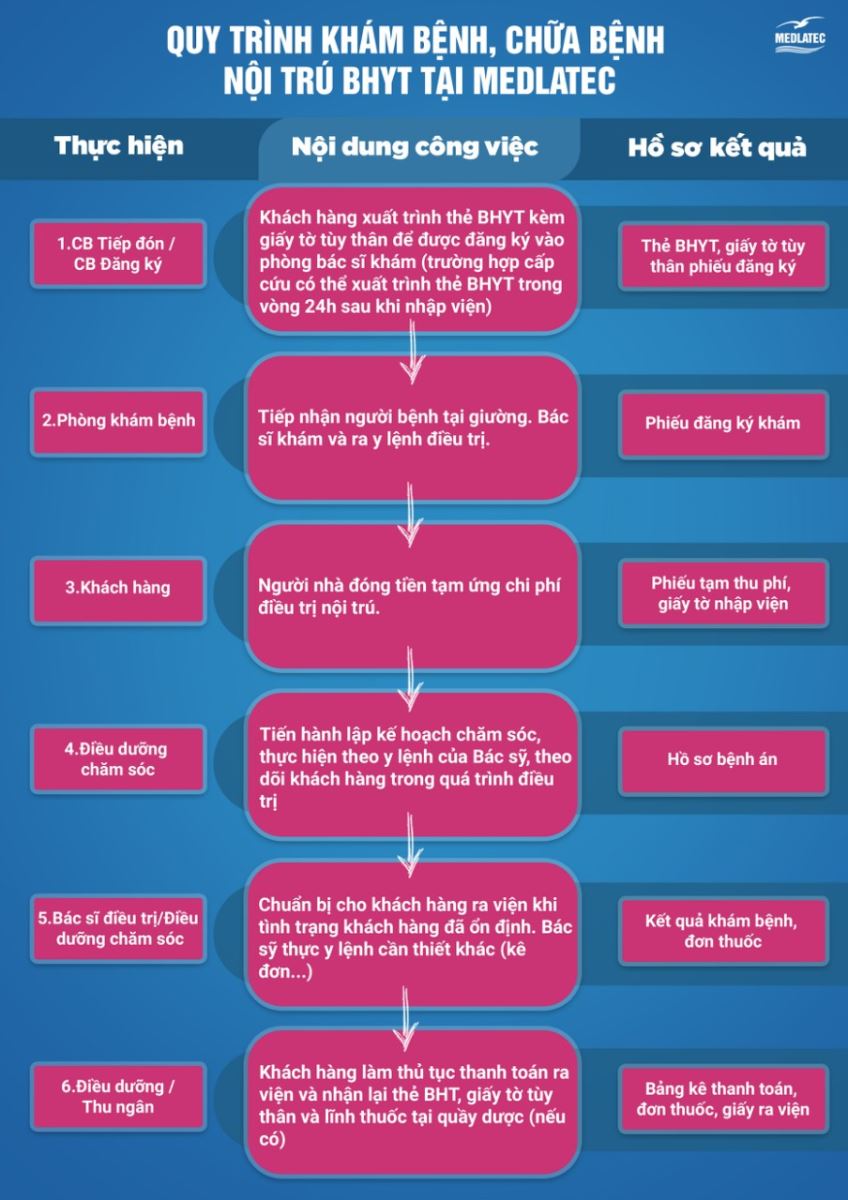 QUY TRÌNH KHÁM BỆNH, CHỮA BỆNH
NỘI TRÚ BHYT TẠI MEDLATEC
MEDLATEC
Thực hiện
Nội dung công việc
Hồ sơ kết quả
1.CB Tiếp đón /
CB Đăng ký
Khách hàng xuất trình thẻ BHYT kèm
giấy tờ tùy thân để được đăng ký vào
phòng bác sĩ khám (trường hợp cấp
cứu có thể xuất trình thẻ BHYT trong
vòng 24h sau khi nhập viện)
Thẻ BHYT, giấy tờ tùy
thân phiếu đăng ký
2.Phòng khám bệnh
Tiếp nhận người bệnh tại giường. Bác
sĩ khám và ra y lệnh điều trị.
Phiếu đăng ký khám
3.Khách hàng
Người nhà đóng tiền tạm ứng chi phí
điều trị nội trú.
Phiếu tạm thu phí,
giấy tờ nhập viện
4.Điều dưỡng
chăm sóc
Tiến hành lập kế hoạch chăm sóc,
thực hiện theo y lệnh của Bác sỹ, theo
dõi khách hàng trong quá trình điều
trị
Hồ sơ bệnh án
5.Bác sĩ điều trị/Điều
dưỡng chăm sóc
Chuẩn bị cho khách hàng ra viện khi
tình trạng khách hàng đã ổn định. Bác
sỹ thực y lệnh cần thiết khác (kê
đơn...)
Kết quả khám bệnh,
đơn thuốc
6.Điều dưỡng /
Thu ngân
Khách hàng làm thủ tục thanh toán ra
viện và nhận lại thẻ BHT, giấy tờ tùy
thân và lĩnh thuốc tại quầy dược (nếu
có)
Bảng kê thanh toán,
đơn thuốc, giấy ra viện